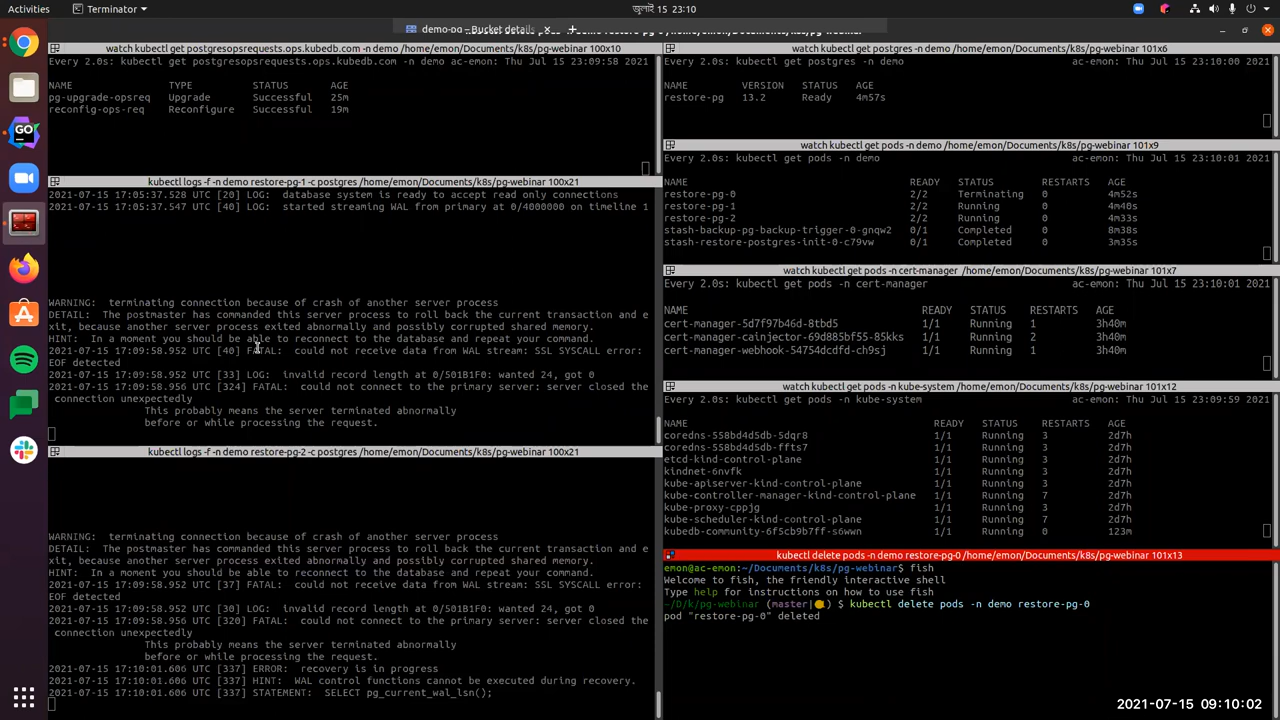 Activities
Terminator
জুলাই 15 23:10
demo-pg – Bucket details
watch kubectl get postgresopsrequests.ops.kubedb.com -n demo /home/emon/Documents/k8s/pg-webinar 100x10
Every 2.0s: kubectl get postgresopsrequests.ops.kubedb.com -n demo ac-emon: Thu Jul 15 23:09:58 2021
NAME TYPE STATUS AGE
pg-upgrade-opsreq Upgrade Successful 25m
reconfig-ops-req Reconfigure Successful 19m
kubectl logs -f -n demo restore-pg-1 -c postgres /home/emon/Documents/k8s/pg-webinar 100x21
2021-07-15 17:05:37.528 UTC [20] LOG: database system is ready to accept read only connections
2021-07-15 17:05:37.547 UTC [40] LOG: started streaming WAL from primary at 0/4000000 on timeline 1
WARNING: terminating connection because of crash of another server process
DETAIL: The postmaster has commanded this server process to roll back the current transaction and e
xit, because another server process exited abnormally and possibly corrupted shared memory.
HINT: In a moment you should be able to reconnect to the database and repeat your command.
2021-07-15 17:09:58.952 UTC [40] FATAL: could not receive data from WAL stream: SSL SYSCALL error:
EOF detected
2021-07-15 17:09:58.952 UTC [33] LOG: invalid record length at 0/501B1F0: wanted 24, got 0
2021-07-15 17:09:58.956 UTC [324] FATAL: could not connect to the primary server: server closed the
connection unexpectedly
This probably means the server terminated abnormally
before or while processing the request.
kubectl logs -f -n demo restore-pg-2 -c postgres /home/emon/Documents/k8s/pg-webinar 100x21
WARNING: terminating connection because of crash of another server process
DETAIL: The postmaster has commanded this server process to roll back the current transaction and e
xit, because another server process exited abnormally and possibly corrupted shared memory.
HINT: In a moment you should be able to reconnect to the database and repeat your command.
2021-07-15 17:09:58.952 UTC [37] FATAL: could not receive data from WAL stream: SSL SYSCALL error:
EOF detected
2021-07-15 17:09:58.952 UTC [30] LOG: invalid record length at 0/501B1F0: wanted 24, got 0
2021-07-15 17:09:58.956 UTC [320] FATAL: could not connect to the primary server: server closed the
connection unexpectedly
This probably means the server terminated abnormally
before or while processing the request.
2021-07-15 17:10:01.606 UTC [337] ERROR: recovery is in progress
2021-07-15 17:10:01.606 UTC [337] HINT: WAL control functions cannot be executed during recovery.
2021-07-15 17:10:01.606 UTC [337] STATEMENT: SELECT pg_current_wal_lsn();
watch kubectl get postgres -n demo /home/emon/Documents/k8s/pg-webinar 101x6
Every 2.0s: kubectl get postgres -n demo ac-emon: Thu Jul 15 23:10:00 2021
NAME VERSION STATUS AGE
restore-pg 13.2 Ready 4m57s
watch kubectl get pods -n demo /home/emon/Documents/k8s/pg-webinar 101x9
Every 2.0s: kubectl get pods -n demo ac-emon: Thu Jul 15 23:10:01 2021
NAME READY STATUS RESTARTS AGE
restore-pg-0 2/2 Terminating 0 4m52s
restore-pg-1 2/2 Running 0 4m40s
restore-pg-2 2/2 Running 0 4m33s
stash-backup-pg-backup-trigger-0-gnqw2 0/1 Completed 0 8m38s
stash-restore-postgres-init-0-c79vw 0/1 Completed 0 3m35s
watch kubectl get pods -n cert-manager /home/emon/Documents/k8s/pg-webinar 101x7
Every 2.0s: kubectl get pods -n cert-manager ac-emon: Thu Jul 15 23:10:01 2021
NAME READY STATUS RESTARTS AGE
cert-manager-5d7f97b46d-8tbd5 1/1 Running 1 3h40m
cert-manager-cainjector-69d885bf55-85kks 1/1 Running 2 3h40m
cert-manager-webhook-54754dcdfd-ch9sj 1/1 Running 1 3h40m
watch kubectl get pods -n kube-system /home/emon/Documents/k8s/pg-webinar 101x12
Every 2.0s: kubectl get pods -n kube-system ac-emon: Thu Jul 15 23:09:59 2021
NAME READY STATUS RESTARTS AGE
coredns-558bd4d5db-5dqr8 1/1 Running 3 2d7h
coredns-558bd4d5db-ffts7 1/1 Running 3 2d7h
etcd-kind-control-plane 1/1 Running 3 2d7h
kindnet-6nvfk 1/1 Running 3 2d7h
kube-apiserver-kind-control-plane 1/1 Running 3 2d7h
kube-controller-manager-kind-control-plane 1/1 Running 7 2d7h
kube-proxy-cppjg 1/1 Running 3 2d7h
kube-scheduler-kind-control-plane 1/1 Running 7 2d7h
kubedb-community-6f5cb9b7ff-s6wwn 1/1 Running 0 123m
kubectl delete pods -n demo restore-pg-0 /home/emon/Documents/k8s/pg-webinar 101x13
emon@ac-emon:~/Documents/k8s/pg-webinar$ fish
Welcome to fish, the friendly interactive shell
Type help for instructions on how to use fish
~/D/k/pg-webinar (master|1) $ kubectl delete pods -n demo restore-pg-0
pod "restore-pg-0" deleted
2021-07-15 09:10:02